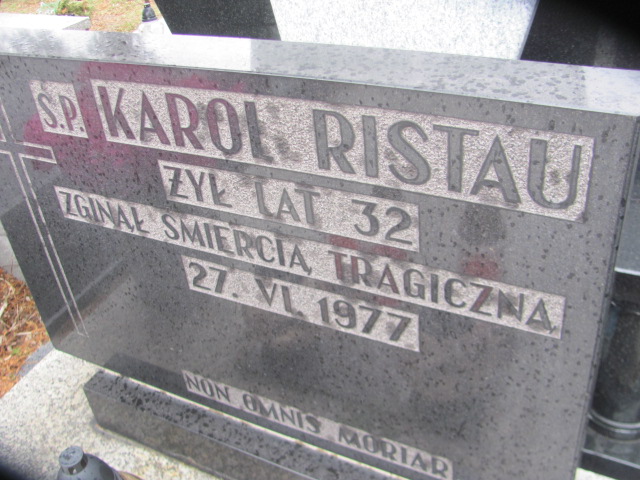 Ś.P. KAROL RISTAU
ŻYŁ LAT 32
ZGINĄŁ ŚMIERCIĄ TRAGICZNĄ
27. VI. 1977
NON OMNIS MORIAR